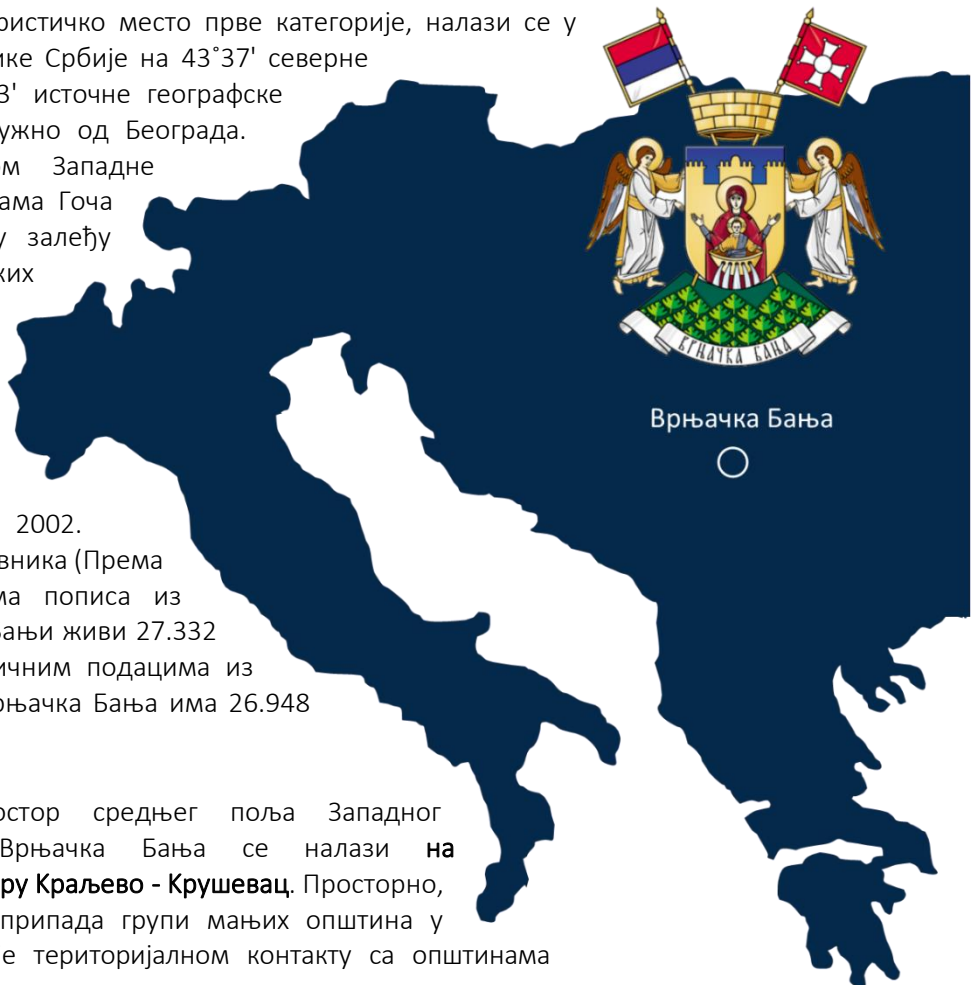 ристичко место прве категорије, налази се у
ике Србије на 43˚37' северне
3' источне географске
ужно од Београда.
м Западне
ама Гоча
у залеђу
ких
2002.
вника (Према
ма пописа из
Бањи живи 27.332
ичним подацима из
рњачка Бања има 26.948
остор средњег поља Западног
Врњачка Бања се налази на
ру Краљево - Крушевац. Просторно,
припада групи мањих општина у
е територијалном контакту са општинама
ВРЊАЧКА БАЊА
Врњачка Бања